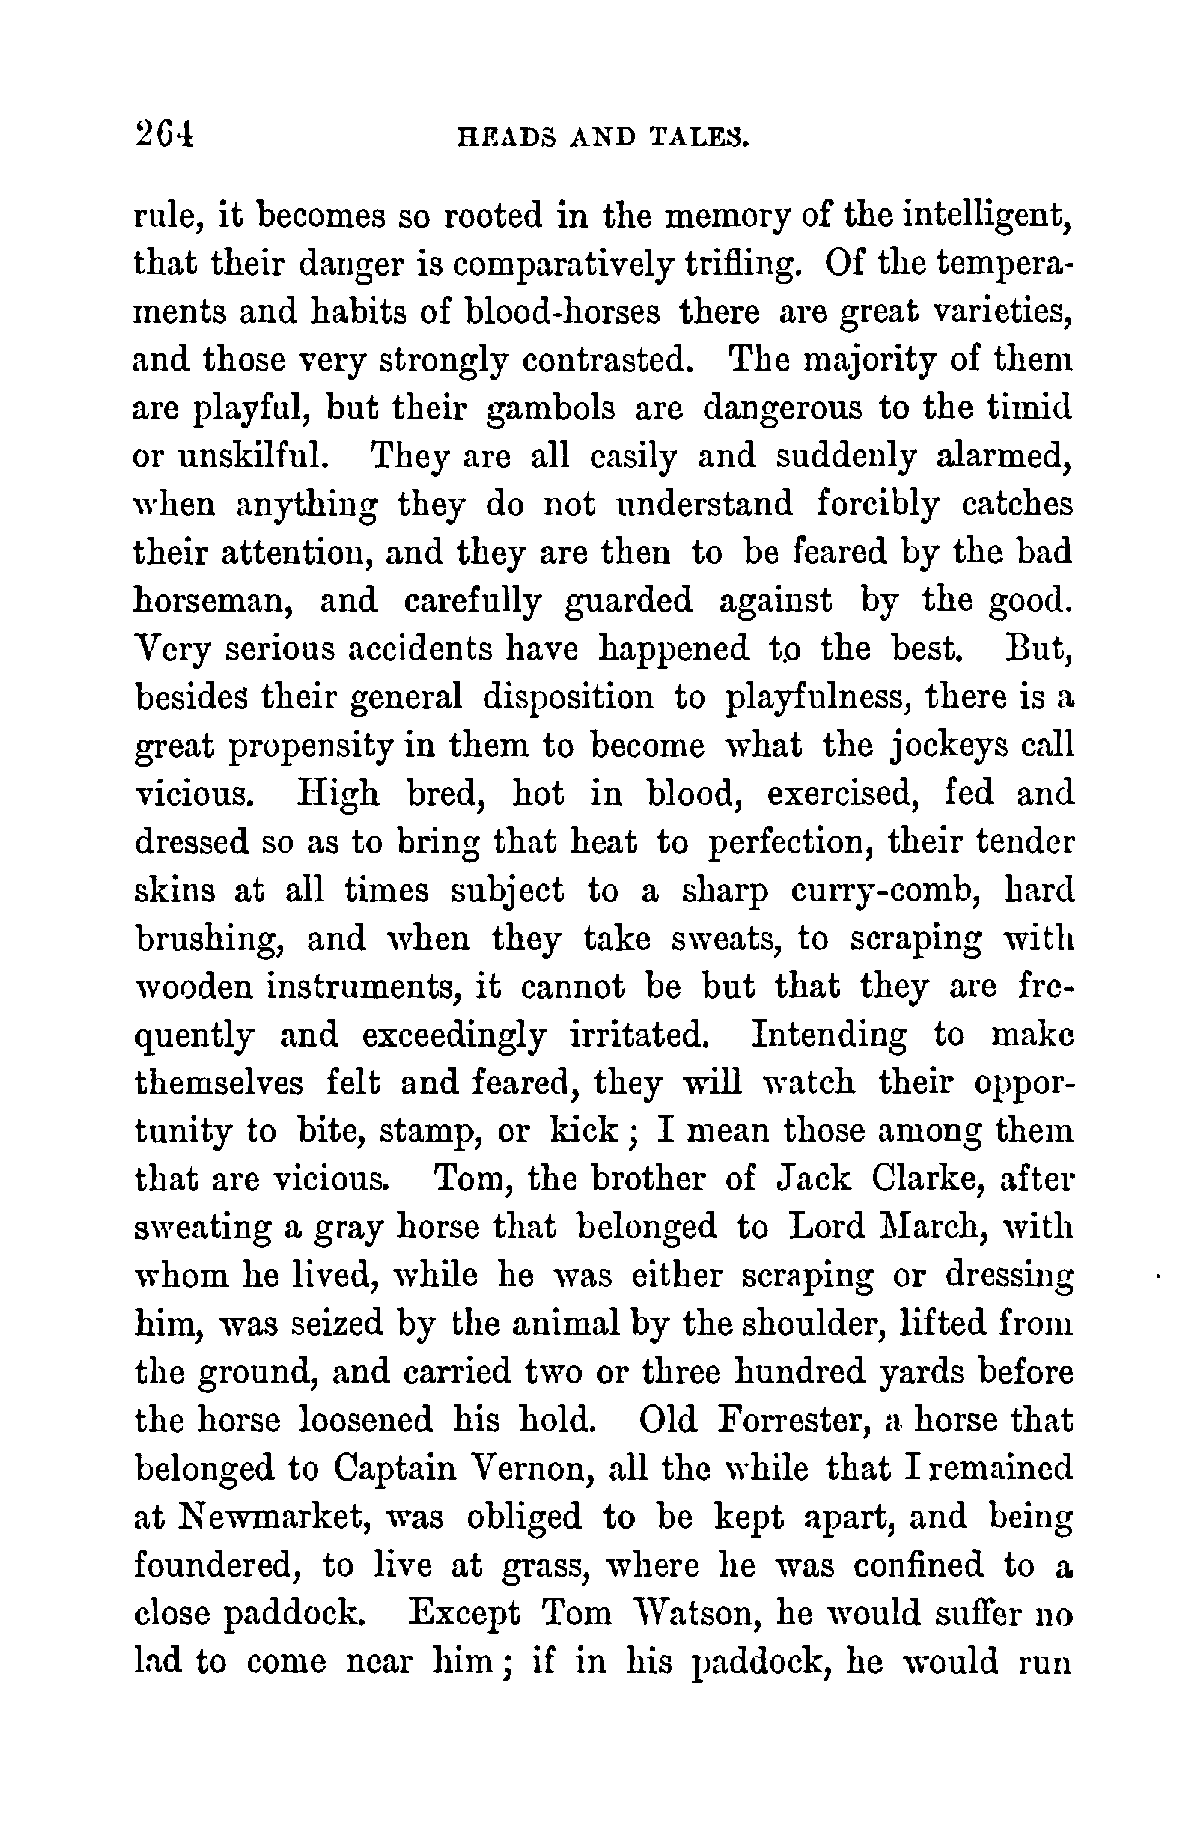 264 HEADS AND TALES.
rule, it becomes so rooted in the memory of the intelligent,
that their danger is comparatively trifling. Of the tempera-
ments and habits of blood-horses there are great varieties,
and those very strongly contrasted. The majority of them
are playful, but their gambols are dangerous to the timid
or unskilful. They are all easily and suddenly alarmed,
when anything they do not understand forcibly catches
their attention, and they are then to be feared by the bad
horseman, and carefully guarded against by the good.
Very serious accidents have happened to the best. But,
besides their general disposition to playfulness, there is a
great propensity in them to become what the jockeys call
vicious. High bred, hot in blood, exercised, fed and
dressed so as to bring that heat to perfection, their tender
skins at all times subject to a sharp curry-comb, hard
brushing, and when they take sweats, to scraping with
wooden instruments, it cannot be but that they are fre-
quently and exceedingly irritated. Intending to make
themselves felt and feared, they will watch their oppor-
tunity to bite, stamp, or kick; I mean those among them
that are vicious. Tom, the brother of Jack Clarke, after
sweating a gray horse that belonged to Lord March, with
whom he lived, while he was either scraping or dressing
him, was seized by the animal by the shoulder, lifted from
the ground, and carried two or three hundred yards before
the horse loosened his hold. Old Forrester, a horse that
belonged to Captain Vernon, all the while that I remained
at Newmarket, was obliged to be kept apart, and being
foundered, to live at grass, where he was confined to a
close paddock. Except Tom Watson, he would suffer no
lad to come near him; if in his paddock, he would run